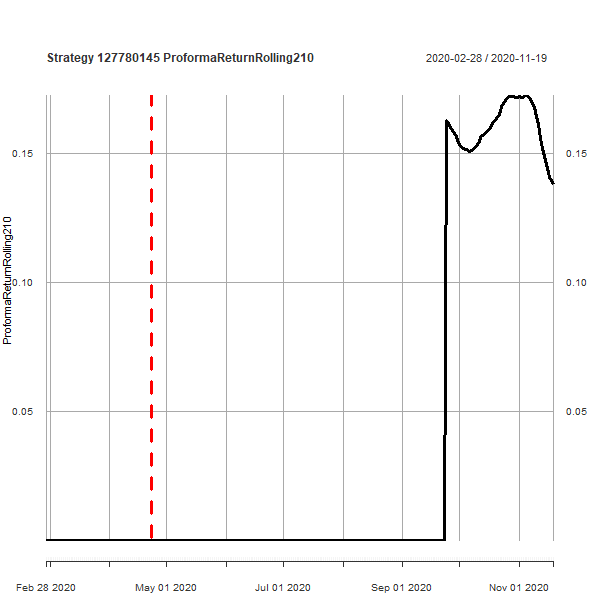 Strategy 127780145 ProformaReturnRolling210
2020-02-28 / 2020-11-19
ProformaReturnRolling210
0.15
0.15
0.10
0.10
0.05
0.05
Feb 28 2020
May 01 2020
Jul 01 2020
Sep 01 2020
Nov 01 2020